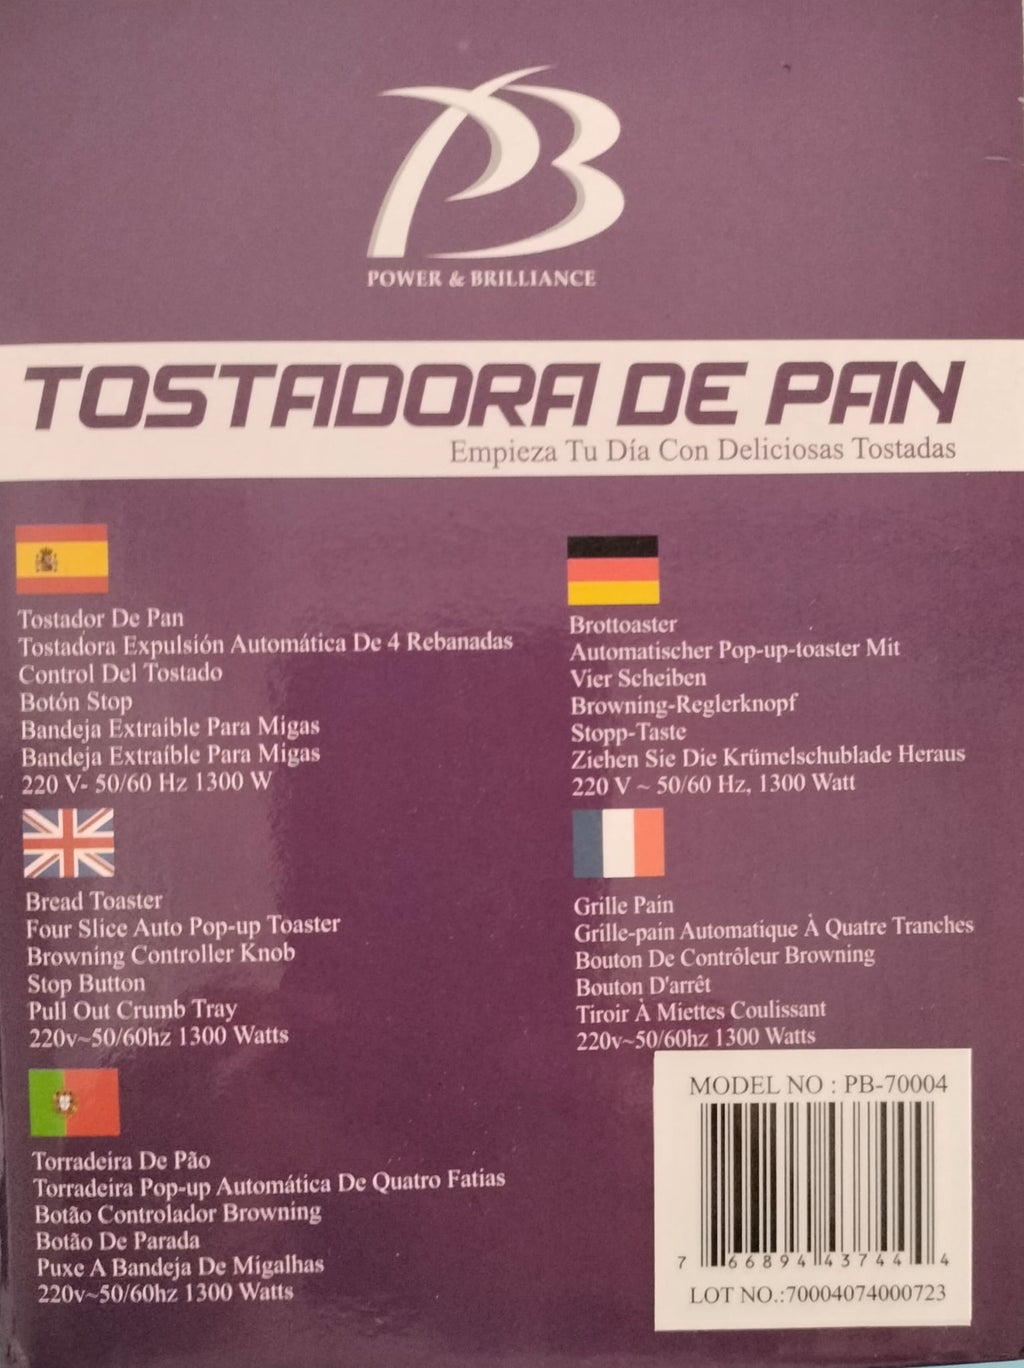 PB
POWER & BRILLIANCE
TOSTADORA DE PAN
Empieza Tu Día Con Deliciosas Tostadas
Tostador De Pan
Tostadora Expulsión Automática De 4 Rebanadas
Control Del Tostado
Botón Stop
Bandeja Extraíble Para Migas
Bandeja Extraíble Para Migas
220 V- 50/60 Hz 1300 W
Bread Toaster
Four Slice Auto Pop-up Toaster
Browning Controller Knob
Stop Button
Pull Out Crumb Tray
220v~50/60hz 1300 Watts
Torradeira De Pão
Torradeira Pop-up Automática De Quatro Fatias
Botão Controlador Browning
Botão De Parada
Puxe A Bandeja De Migalhas
220v~50/60hz 1300 Watts
Brottoaster
Automatischer Pop-up-toaster Mit
Vier Scheiben
Browning-Reglerknopf
Stopp-Taste
Ziehen Sie Die Krümelschublade Heraus
220 V ~ 50/60 Hz, 1300 Watt
Grille Pain
Grille-pain Automatique À Quatre Tranches
Bouton De Contrôleur Browning
Bouton D'arrêt
Tiroir À Miettes Coulissant
220v~50/60hz 1300 Watts
MODEL NO : PB-70004
7 66894 43744 4
LOT NO.:70004074000723